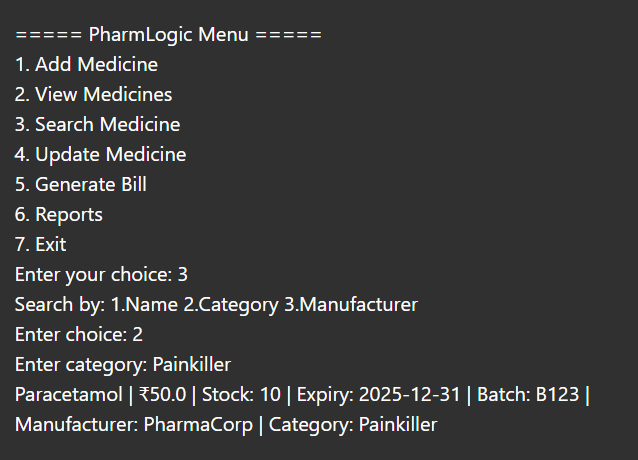 ===== PharmLogic Menu =====
1. Add Medicine
2. View Medicines
3. Search Medicine
4. Update Medicine
5. Generate Bill
6. Reports
7. Exit
Enter your choice: 3
Search by: 1.Name 2.Category 3.Manufacturer
Enter choice: 2
Enter category: Painkiller
Paracetamol | ₹50.0 | Stock: 10 | Expiry: 2025-12-31 | Batch: B123 |
Manufacturer: PharmaCorp | Category: Painkiller